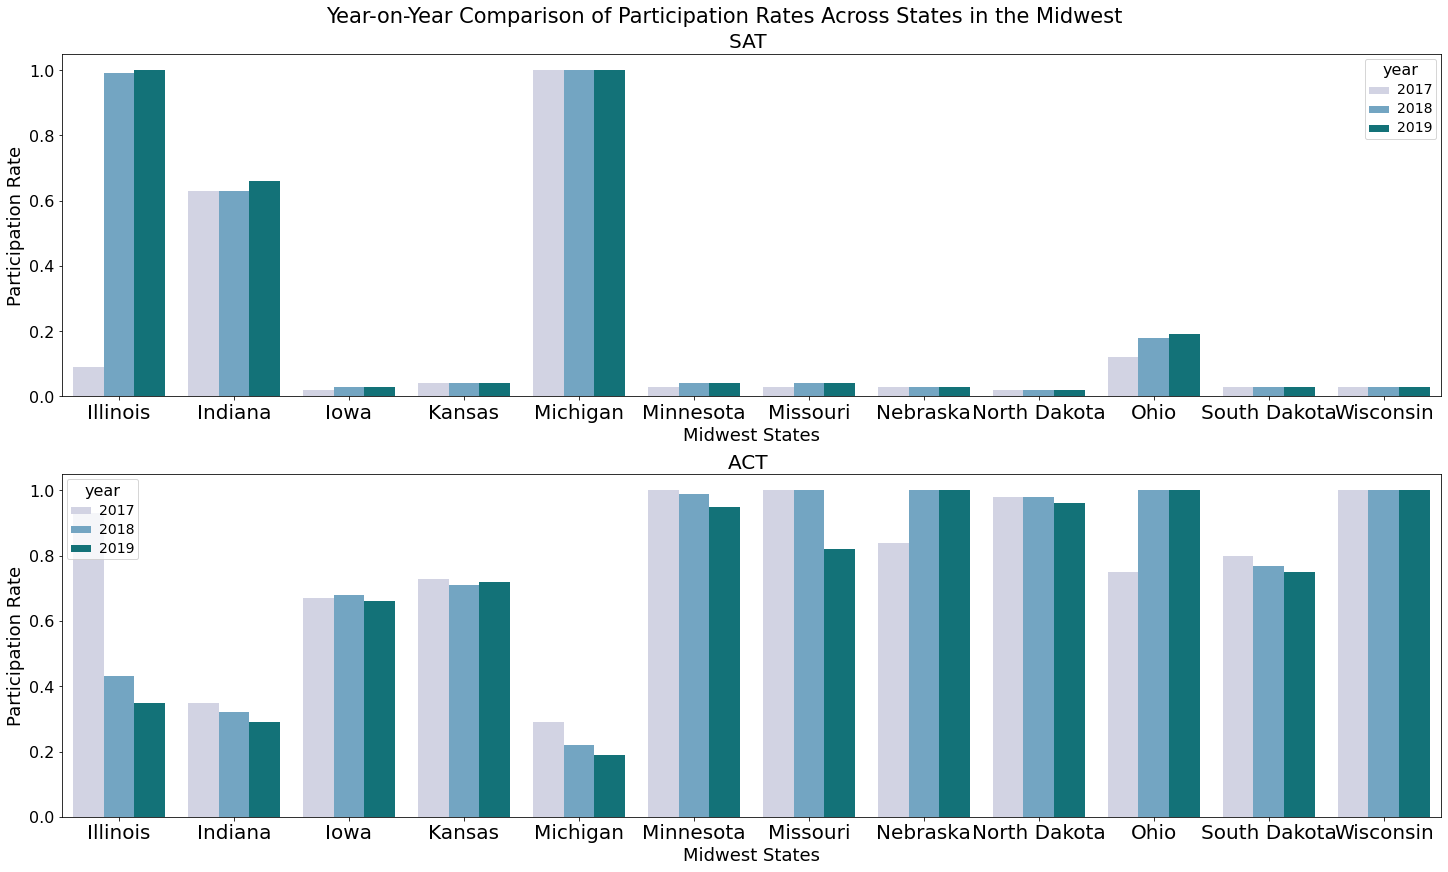 Year-on-Year Comparison of Participation Rates Across States in the Midwest
SAT
Participation Rate
1.0
0.8
0.6
0.4
0.2
0.0
year
2017
2018
2019
Illinois Indiana Iowa Kansas Michigan Minnesota Missouri Nebraska North Dakota Ohio South Dakota Wisconsin
Midwest States
ACT
Participation Rate
1.0
0.8
0.6
0.4
0.2
0.0
year
2017
2018
2019
Illinois Indiana Iowa Kansas Michigan Minnesota Missouri Nebraska North Dakota Ohio South Dakota Wisconsin
Midwest States